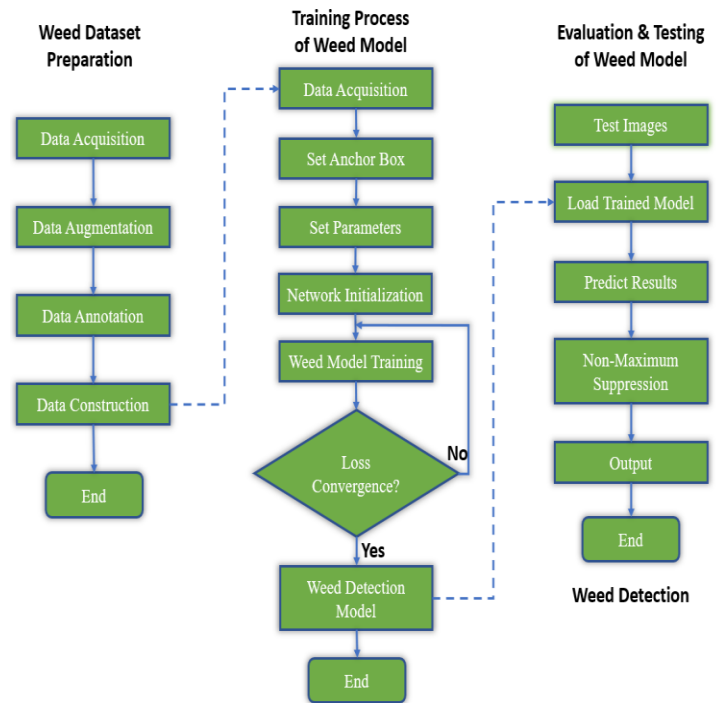 Weed Dataset
Preparation
Data Acquisition
Data Augmentation
Data Annotation
Data Construction
End
Training Process
of Weed Model
Data Acquisition
Set Anchor Box
Set Parameters
Network Initialization
Weed Model Training
Loss
Convergence?
No
Yes
Weed Detection
Model
End
Evaluation & Testing
of Weed Model
Test Images
Load Trained Model
Predict Results
Non-Maximum
Suppression
Output
End
Weed Detection